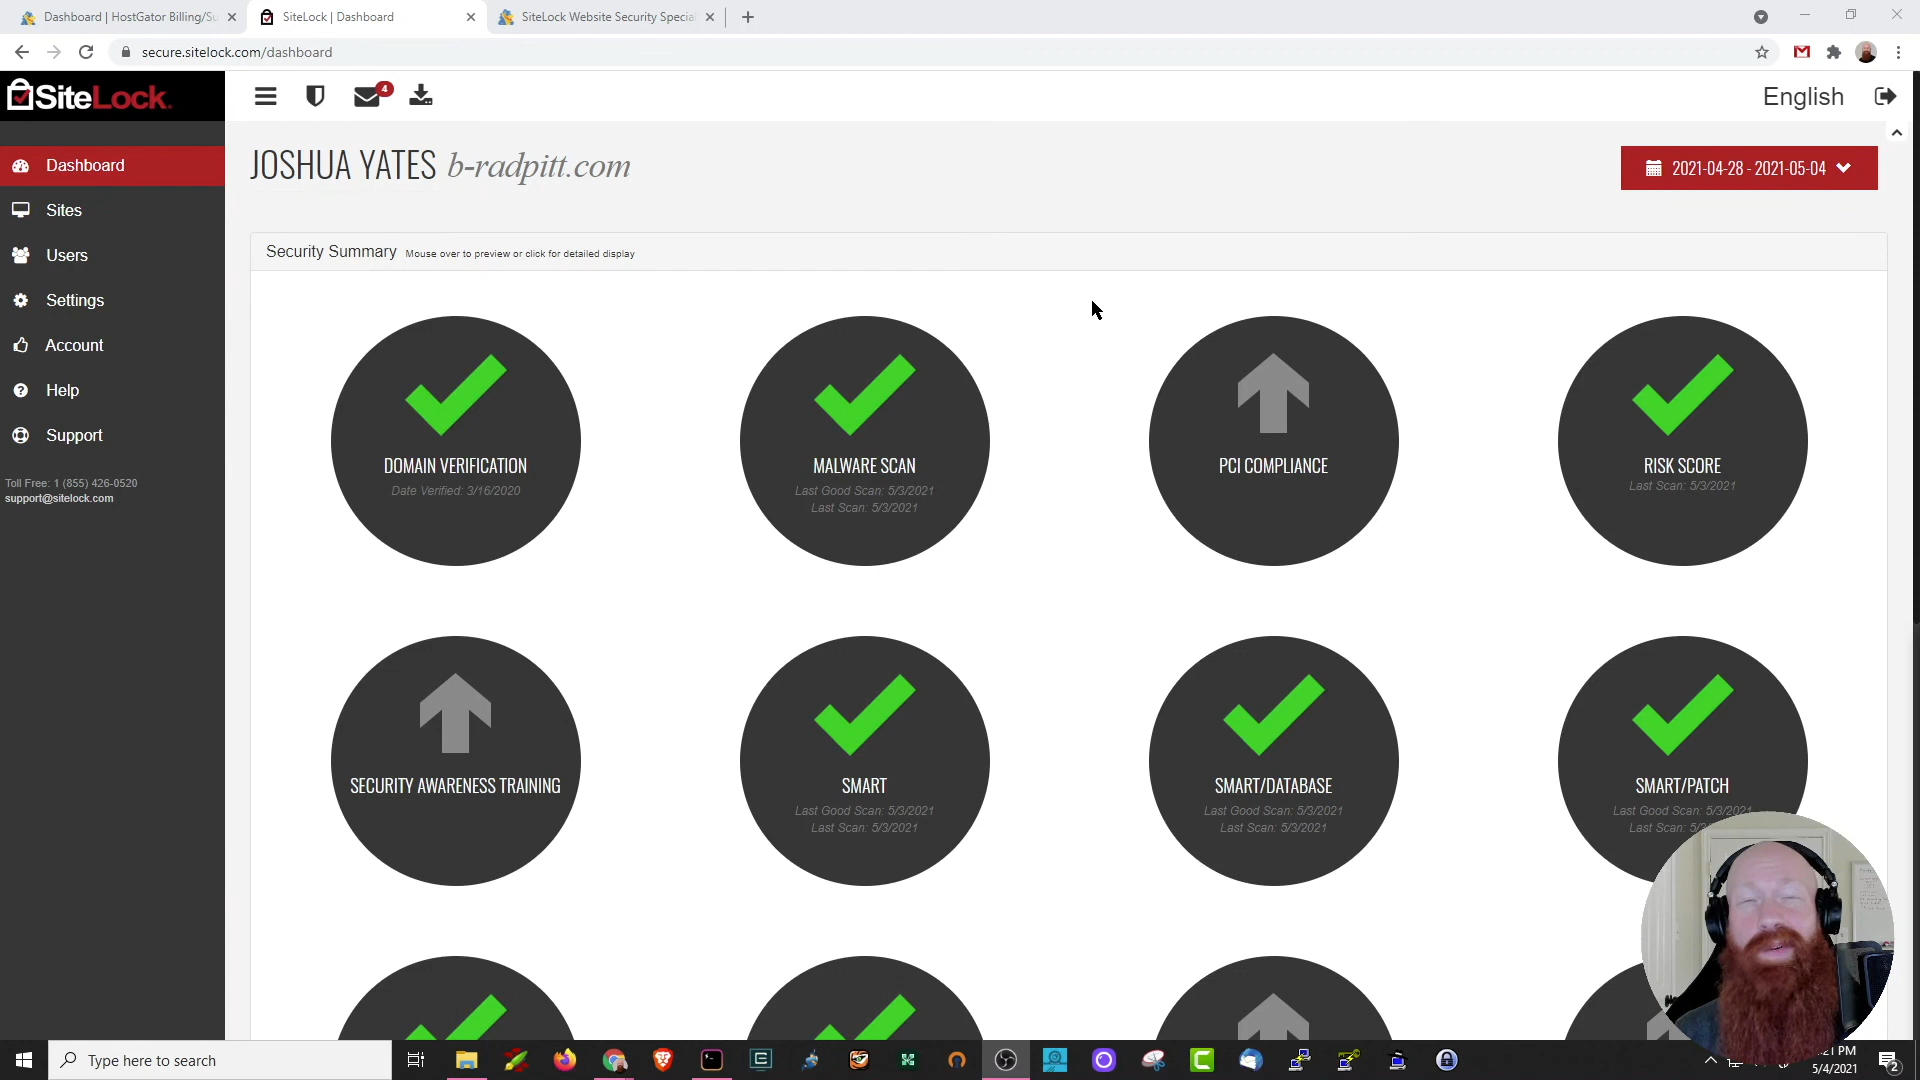 Dashboard | HostGator Billing/Su
SiteLock | Dashboard
SiteLock Website Security Special
secure.sitelock.com/dashboard
SiteLock.
4
English
Dashboard
Sites
Users
Settings
Account
Help
Support
Toll Free: 1 (855) 426-0520
support@sitelock.com
JOSHUA YATES b-radpitt.com
2021-04-28 - 2021-05-04
Security Summary Mouse over to preview or click for detailed display
DOMAIN VERIFICATION
Date Verified: 3/16/2020
MALWARE SCAN
Last Good Scan: 5/3/2021
Last Scan: 5/3/2021
PCI COMPLIANCE
RISK SCORE
Last Scan: 5/3/2021
SECURITY AWARENESS TRAINING
SMART
Last Good Scan: 5/3/2021
Last Scan: 5/3/2021
SMART/DATABASE
Last Good Scan: 5/3/2021
Last Scan: 5/3/2021
SMART/PATCH
Last Good Scan: 5/3/2021
Last Scan:
Type here to search
:21 PM
5/4/2021
2